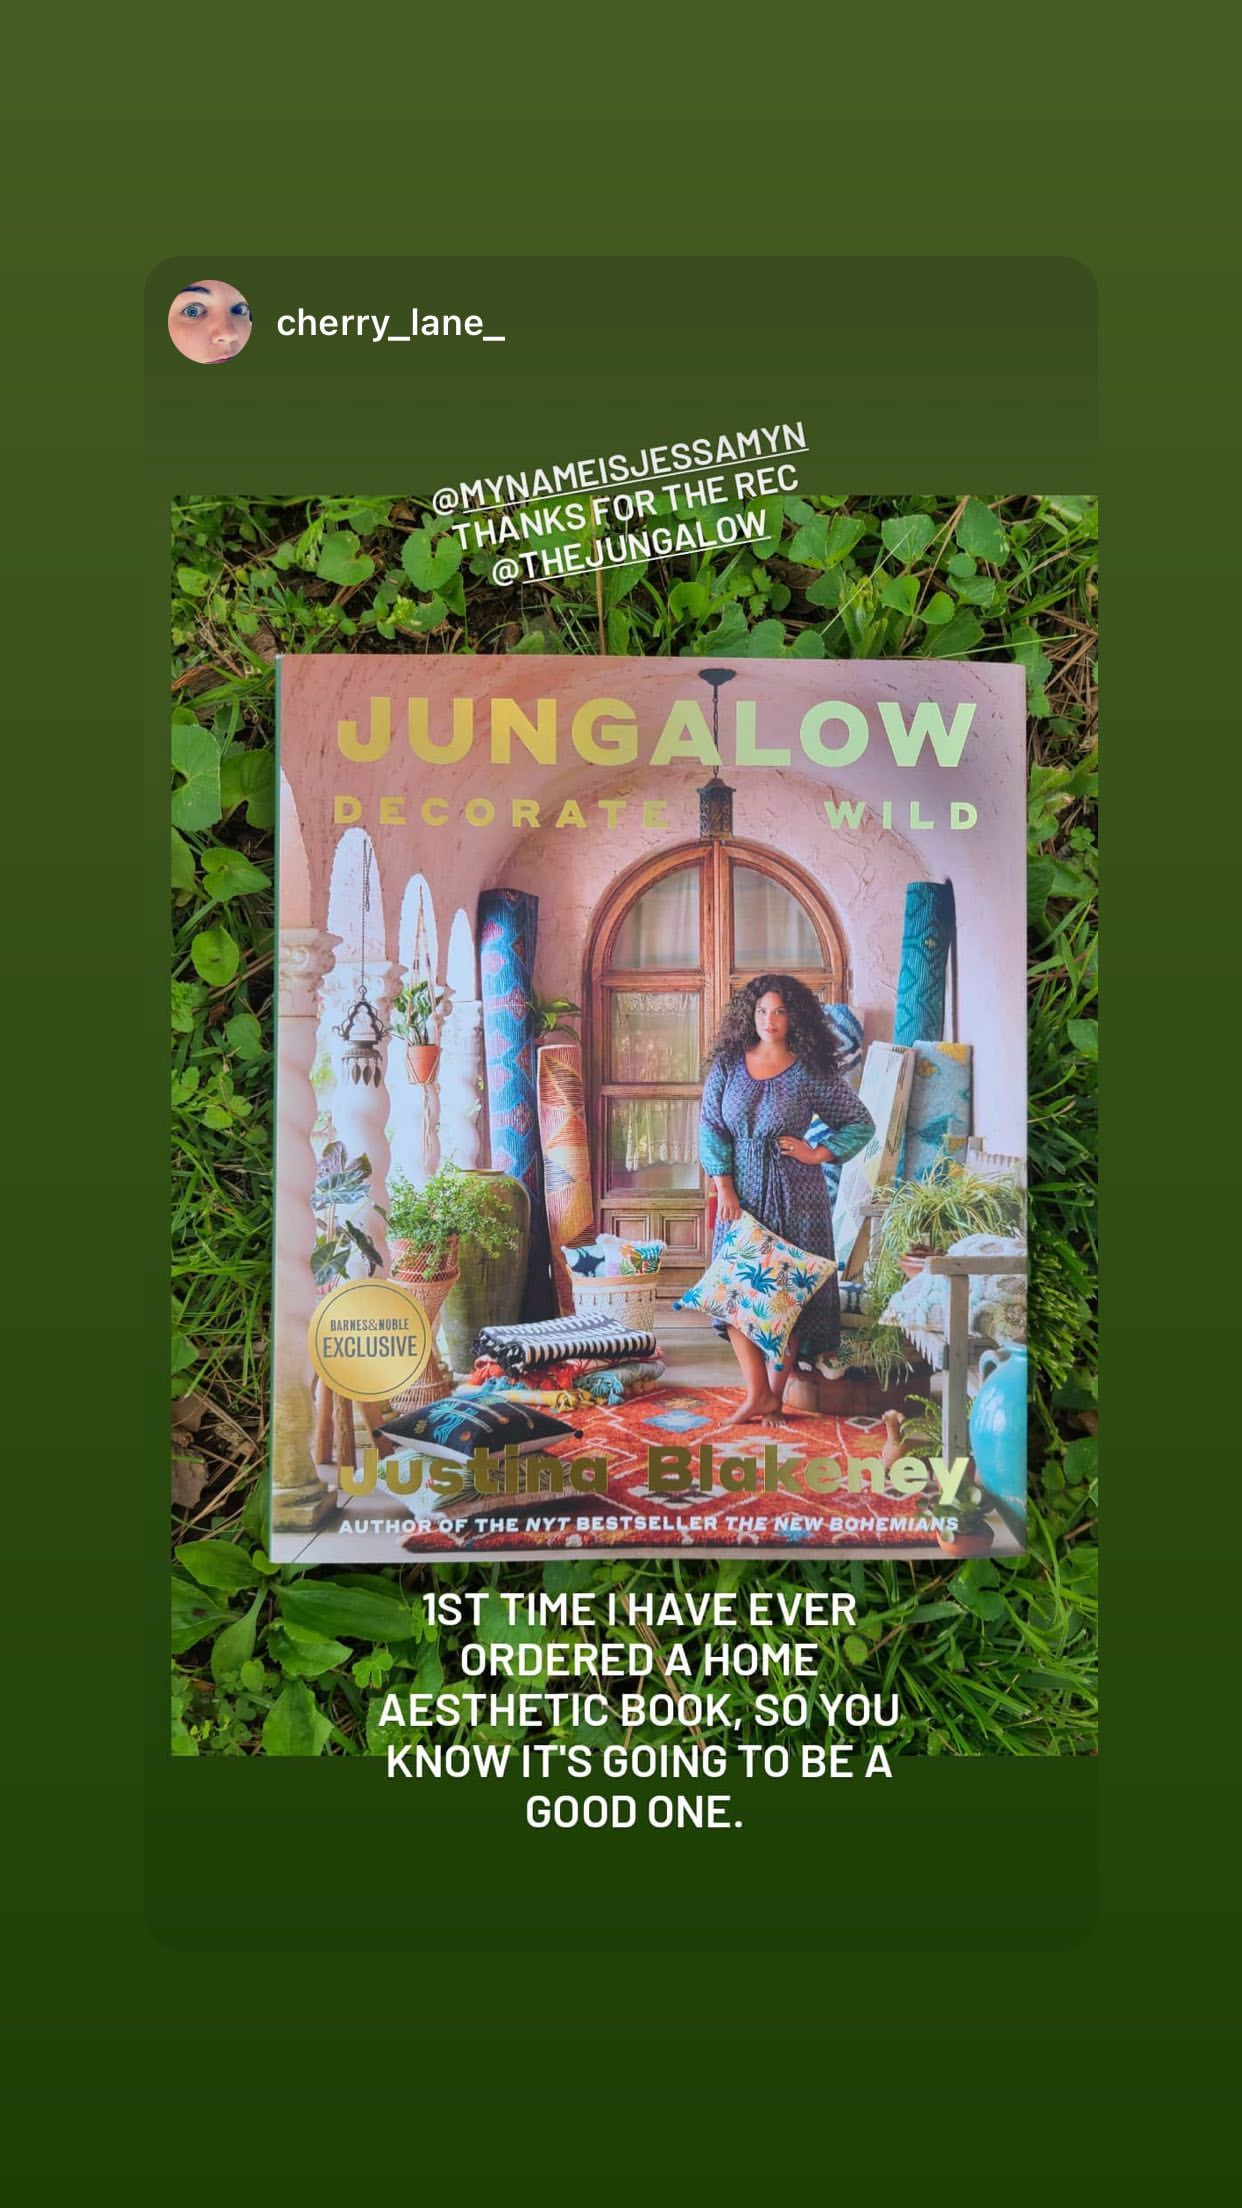 cherry_lane_
@MYNAMEISJESSAMYN
THANKS FOR THE REC
@THEJUNGALOW
JUNGALOW
DECORATE WILD
BARNES&NOBLE
EXCLUSIVE
Justina Blakeney
AUTHOR OF THE NYT BESTSELLER THE NEW BOHEMIANS
1ST TIME I HAVE EVER
ORDERED A HOME
AESTHETIC BOOK, SO YOU
KNOW IT'S GOING TO BE A
GOOD ONE.